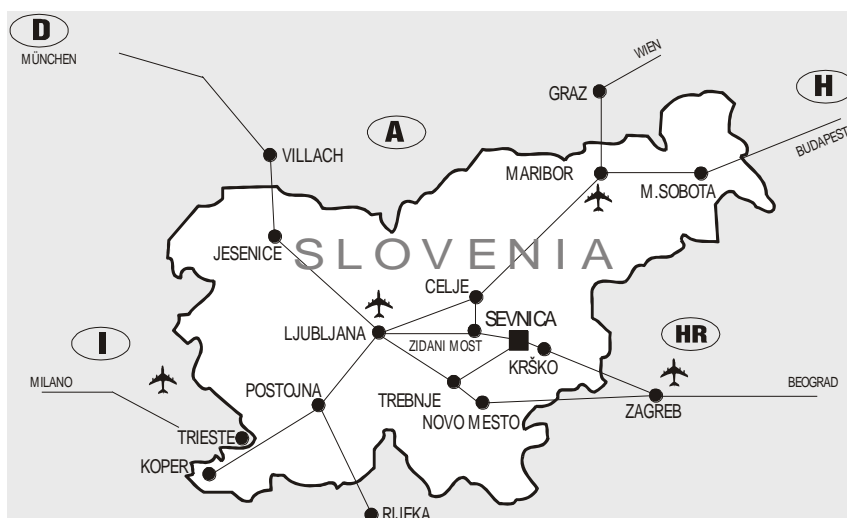 D
MÜNCHEN
WIEN
GRAZ
H
BUDAPEST
A
VILLACH
MARIBOR
M.SOBOTA
JESENICE
SLOVENIA
CELJE
SEVNICA
LJUBLJANA
ZIDANI MOST
HR
KRŠKO
I
MILANO
POSTOJNA
TREBNJE
NOVO MESTO
ZAGREB
BEOGRAD
TRIESTE
KOPER
RIJEKA